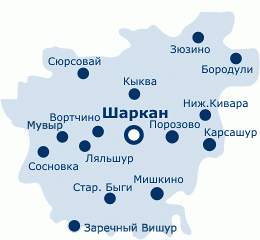 Зюзино
Сюрсовай
Бородули
Кыква
Ниж.Кивара
Шаркан
Вортчино
Мувыр
Порозово
Карсашур
Ляльшур
Сосновка
Мишкино
Стар. Быги
Заречный Вишур